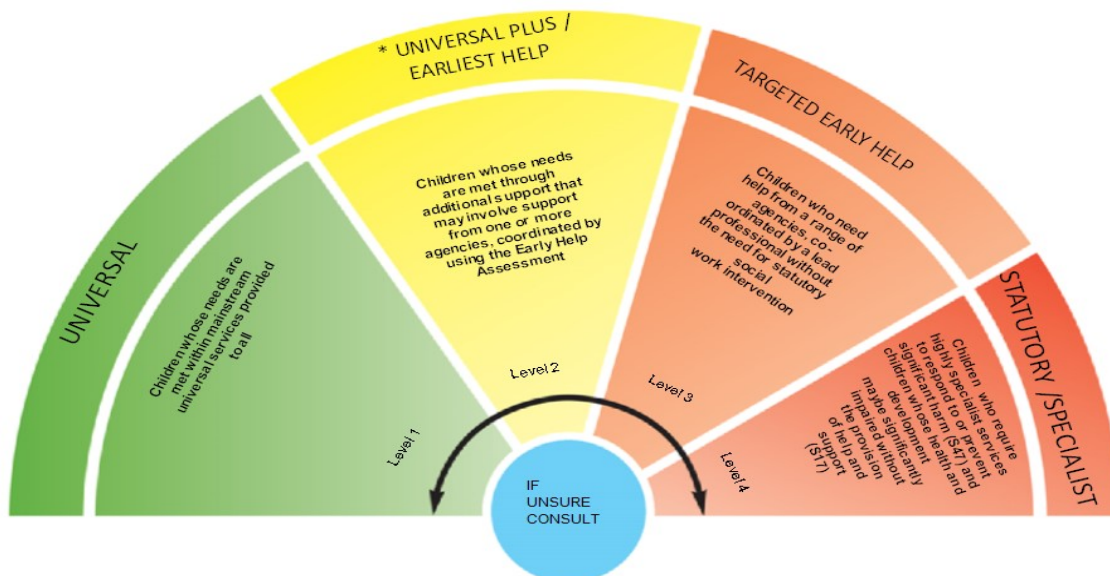 UNIVERSAL
Children whose needs are
met within mainstream
universal services provided
to all
Level 1
* UNIVERSAL PLUS /
EARLIEST HELP
Children whose needs
are met through
additional support that
may involve support
from one or more
agencies, coordinated by
using the Early Help
Assessment
Level 2
TARGETED EARLY HELP
Children who need
help from a range of
agencies, co-
ordinated by a lead
professional without
the need for statutory
social
work intervention
Level 3
STATUTORY /SPECIALIST
Children who require
highly specialist services
to respond to or prevent
significant harm (S47) and
children whose health and
development
maybe significantly
impaired without
the provision
of help and
support
(S17)
Level 4
IF
UNSURE
CONSULT